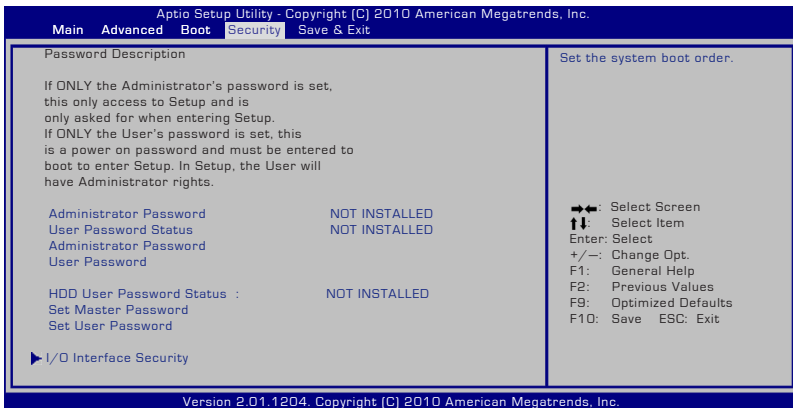 Aptio Setup Utility - Copyright (C) 2010 American Megatrends, Inc.
Main Advanced Boot Security Save & Exit
Password Description
If ONLY the Administrator's password is set,
this only access to Setup and is
only asked for when entering Setup.
If ONLY the User's password is set, this
is a power on password and must be entered to
boot to enter Setup. In Setup, the User will
have Administrator rights.
Administrator Password NOT INSTALLED
User Password Status NOT INSTALLED
Administrator Password
User Password
HDD User Password Status : NOT INSTALLED
Set Master Password
Set User Password
I/O Interface Security
Set the system boot order.
→←: Select Screen
↑↓: Select Item
Enter: Select
+/—: Change Opt.
F1: General Help
F2: Previous Values
F9: Optimized Defaults
F10: Save ESC: Exit
Version 2.01.1204. Copyright (C) 2010 American Megatrends, Inc.